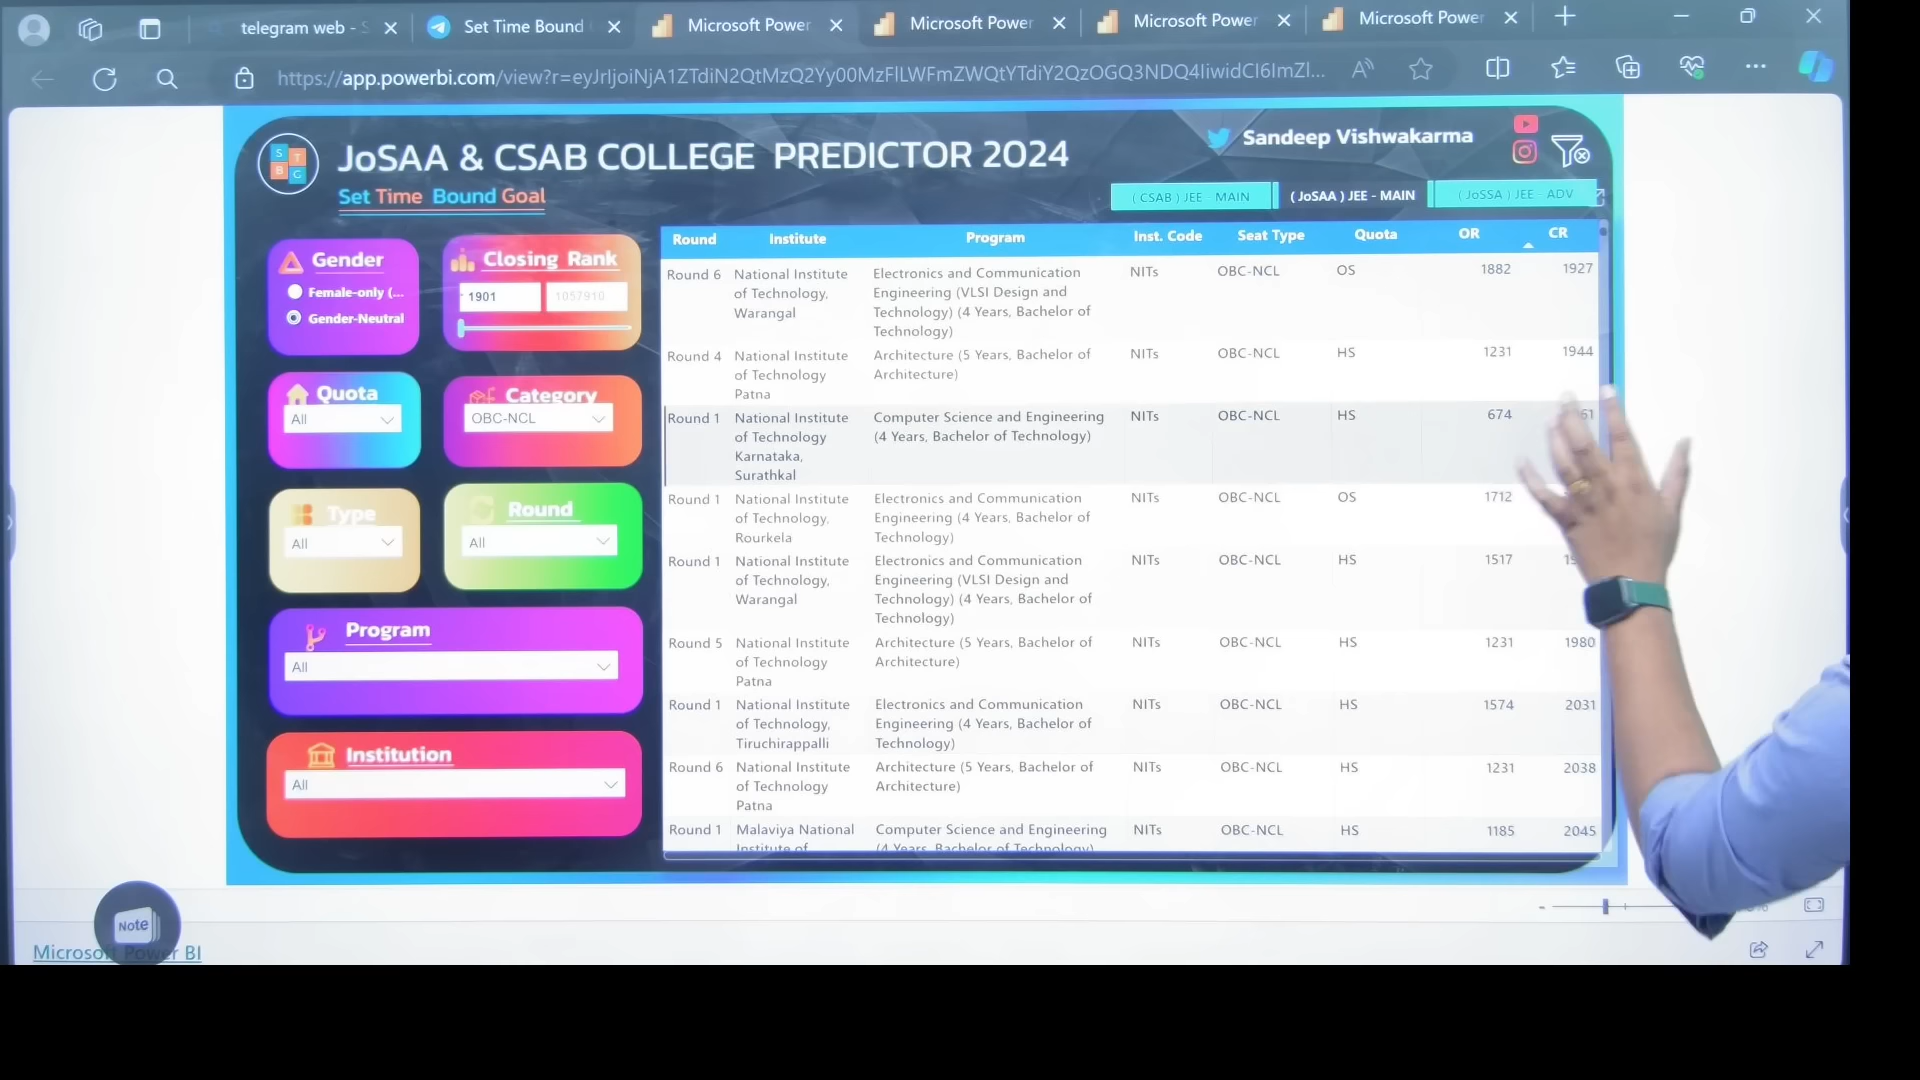 telegram web - S
Set Time Bound
Microsoft Power
Microsoft Power
Microsoft Power
Microsoft Power
app.powerbi.com
JoSAA & CSAB COLLEGE PREDICTOR 2024
Set Time Bound Goal
Sandeep Vishwakarma
S T
B G
( CSAB ) JEE - MAIN
( JoSAA ) JEE - MAIN
( JoSSA ) JEE - ADV
Gender
Female-only (...
Gender-Neutral
Closing Rank
1901
1057910
Quota
All
Category
OBC-NCL
Type
All
Round
All
Program
All
Institution
All
Round Institute Program Inst. Code Seat Type Quota OR CR
Round 6 National Institute Electronics and Communication NITs OBC-NCL OS 1882 1927
of Technology, Engineering (VLSI Design and
Warangal Technology) (4 Years, Bachelor of
Technology)
Round 4 National Institute Architecture (5 Years, Bachelor of NITs OBC-NCL HS 1231 1944
of Technology Architecture)
Patna
Round 1 National Institute Computer Science and Engineering NITs OBC-NCL HS 674
of Technology (4 Years, Bachelor of Technology)
Karnataka,
Surathkal
Round 1 National Institute Electronics and Communication NITs OBC-NCL OS 1712
of Technology, Engineering (4 Years, Bachelor of
Rourkela Technology)
Round 1 National Institute Electronics and Communication NITs OBC-NCL HS 1517
of Technology, Engineering (VLSI Design and
Warangal Technology) (4 Years, Bachelor of
Technology)
Round 5 National Institute Architecture (5 Years, Bachelor of NITs OBC-NCL HS 1231 1980
of Technology Architecture)
Patna
Round 1 National Institute Electronics and Communication NITs OBC-NCL HS 1574 2031
of Technology, Engineering (4 Years, Bachelor of
Tiruchirappalli Technology)
Round 6 National Institute Architecture (5 Years, Bachelor of NITs OBC-NCL HS 1231 2038
of Technology Architecture)
Patna
Round 1 Malaviya National Computer Science and Engineering NITs OBC-NCL HS 1185 2045
Institute of (4 Years, Bachelor of Technology)
Note
Microsoft Power BI